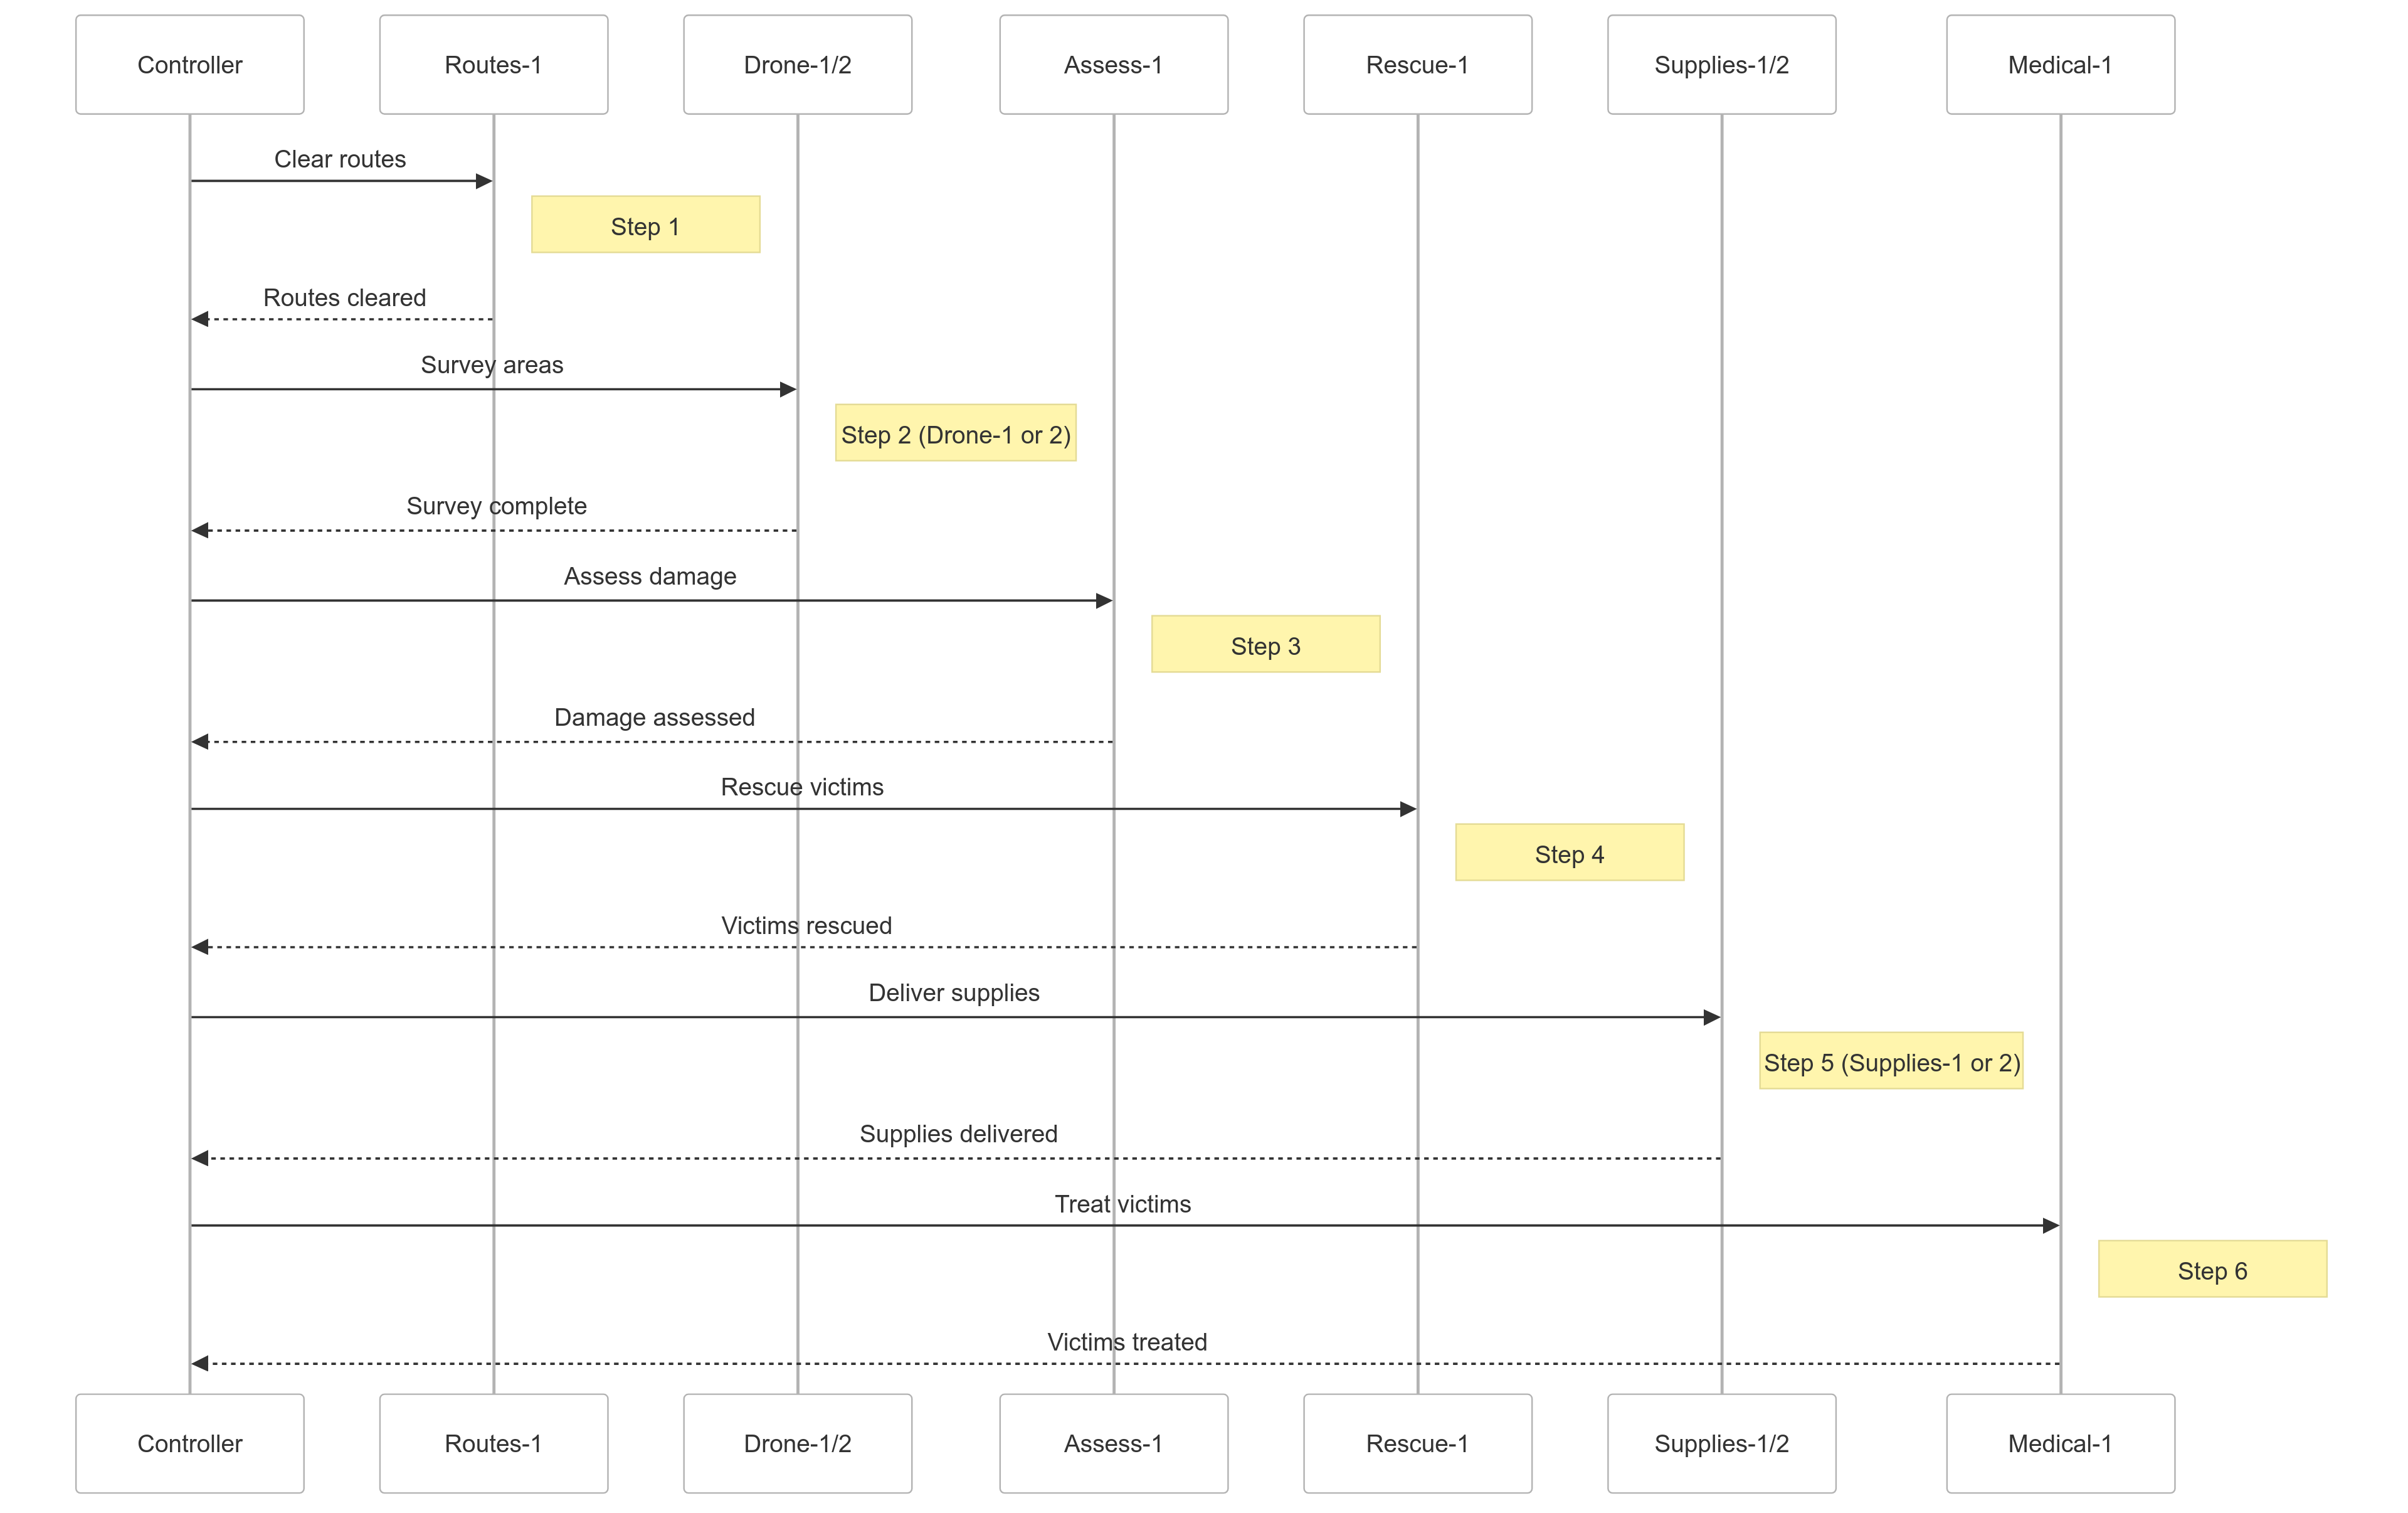 Controller
Routes-1
Drone-1/2
Assess-1
Rescue-1
Supplies-1/2
Medical-1
Clear routes
Step 1
Routes cleared
Survey areas
Step 2 (Drone-1 or 2)
Survey complete
Assess damage
Step 3
Damage assessed
Rescue victims
Step 4
Victims rescued
Deliver supplies
Step 5 (Supplies-1 or 2)
Supplies delivered
Treat victims
Step 6
Victims treated
Controller
Routes-1
Drone-1/2
Assess-1
Rescue-1
Supplies-1/2
Medical-1